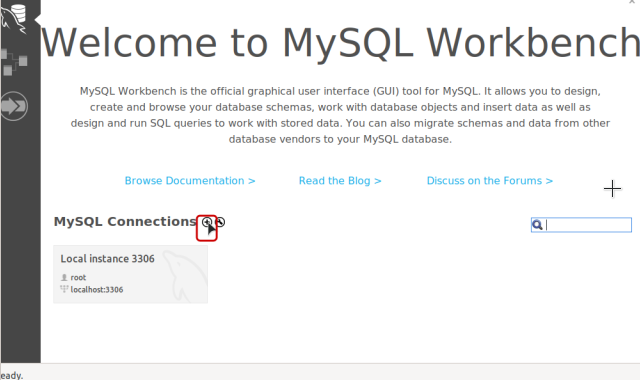 Welcome to MySQL Workbench
MySQL Workbench is the official graphical user interface (GUI) tool for MySQL. It allows you to design,
create and browse your database schemas, work with database objects and insert data as well as
design and run SQL queries to work with stored data. You can also migrate schemas and data from other
database vendors to your MySQL database.
Browse Documentation > Read the Blog > Discuss on the Forums >
MySQL Connections
Local instance 3306
root
localhost:3306
eady.